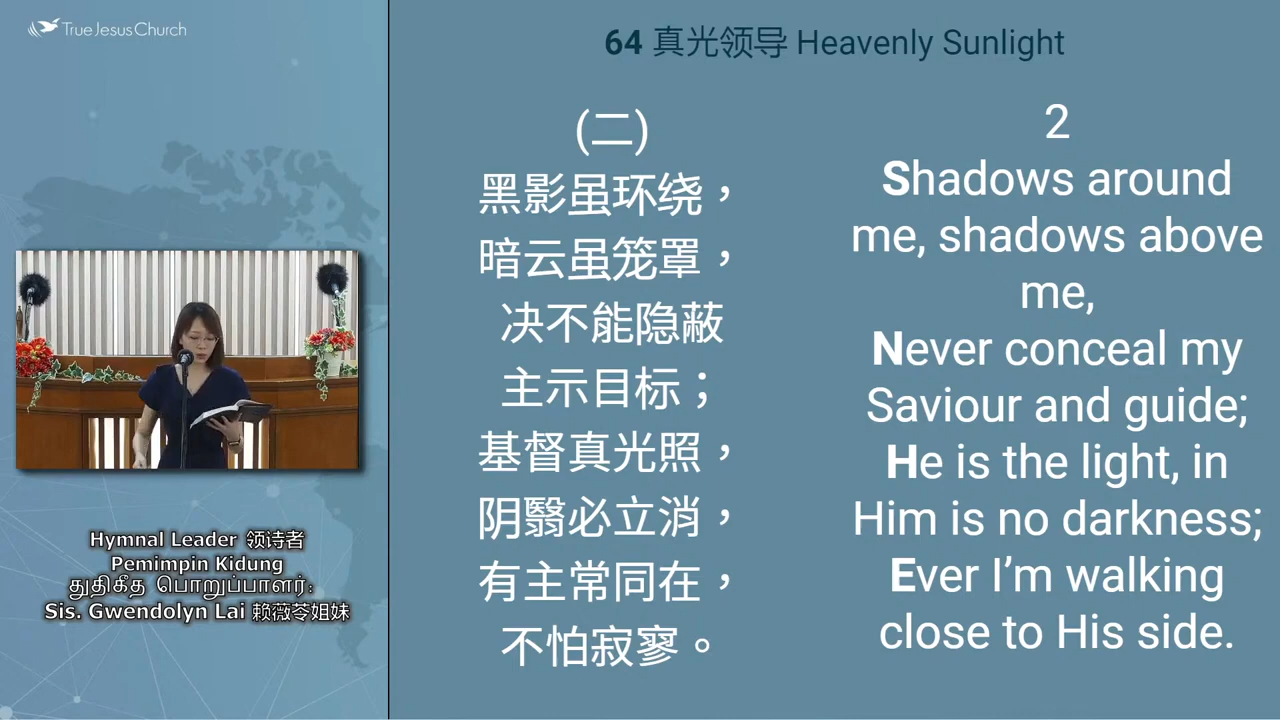 True Jesus Church
64 真光领导 Heavenly Sunlight
(二)
黑影虽环绕，
暗云虽笼罩，
决不能隐蔽
主示目标；
基督真光照，
阴翳必立消，
有主常同在，
不怕寂寥。
2
Shadows around
me, shadows above
me,
Never conceal my
Saviour and guide;
He is the light, in
Him is no darkness;
Ever I’m walking
close to His side.
Hymnal Leader 领诗者
Pemimpin Kidung
துதிகீத பொறுப்பாளர்:
Sis. Gwendolyn Lai 赖薇苓姐妹